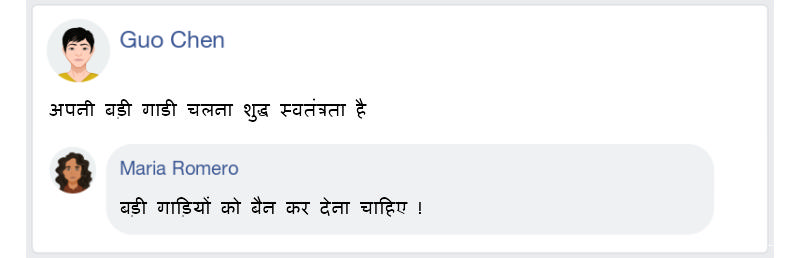 Guo Chen
अपनी बड़ी गाडी चलना शुद्ध स्वतंत्रता है
Maria Romero
बड़ी गाड़ियों को बैन कर देना चाहिए !